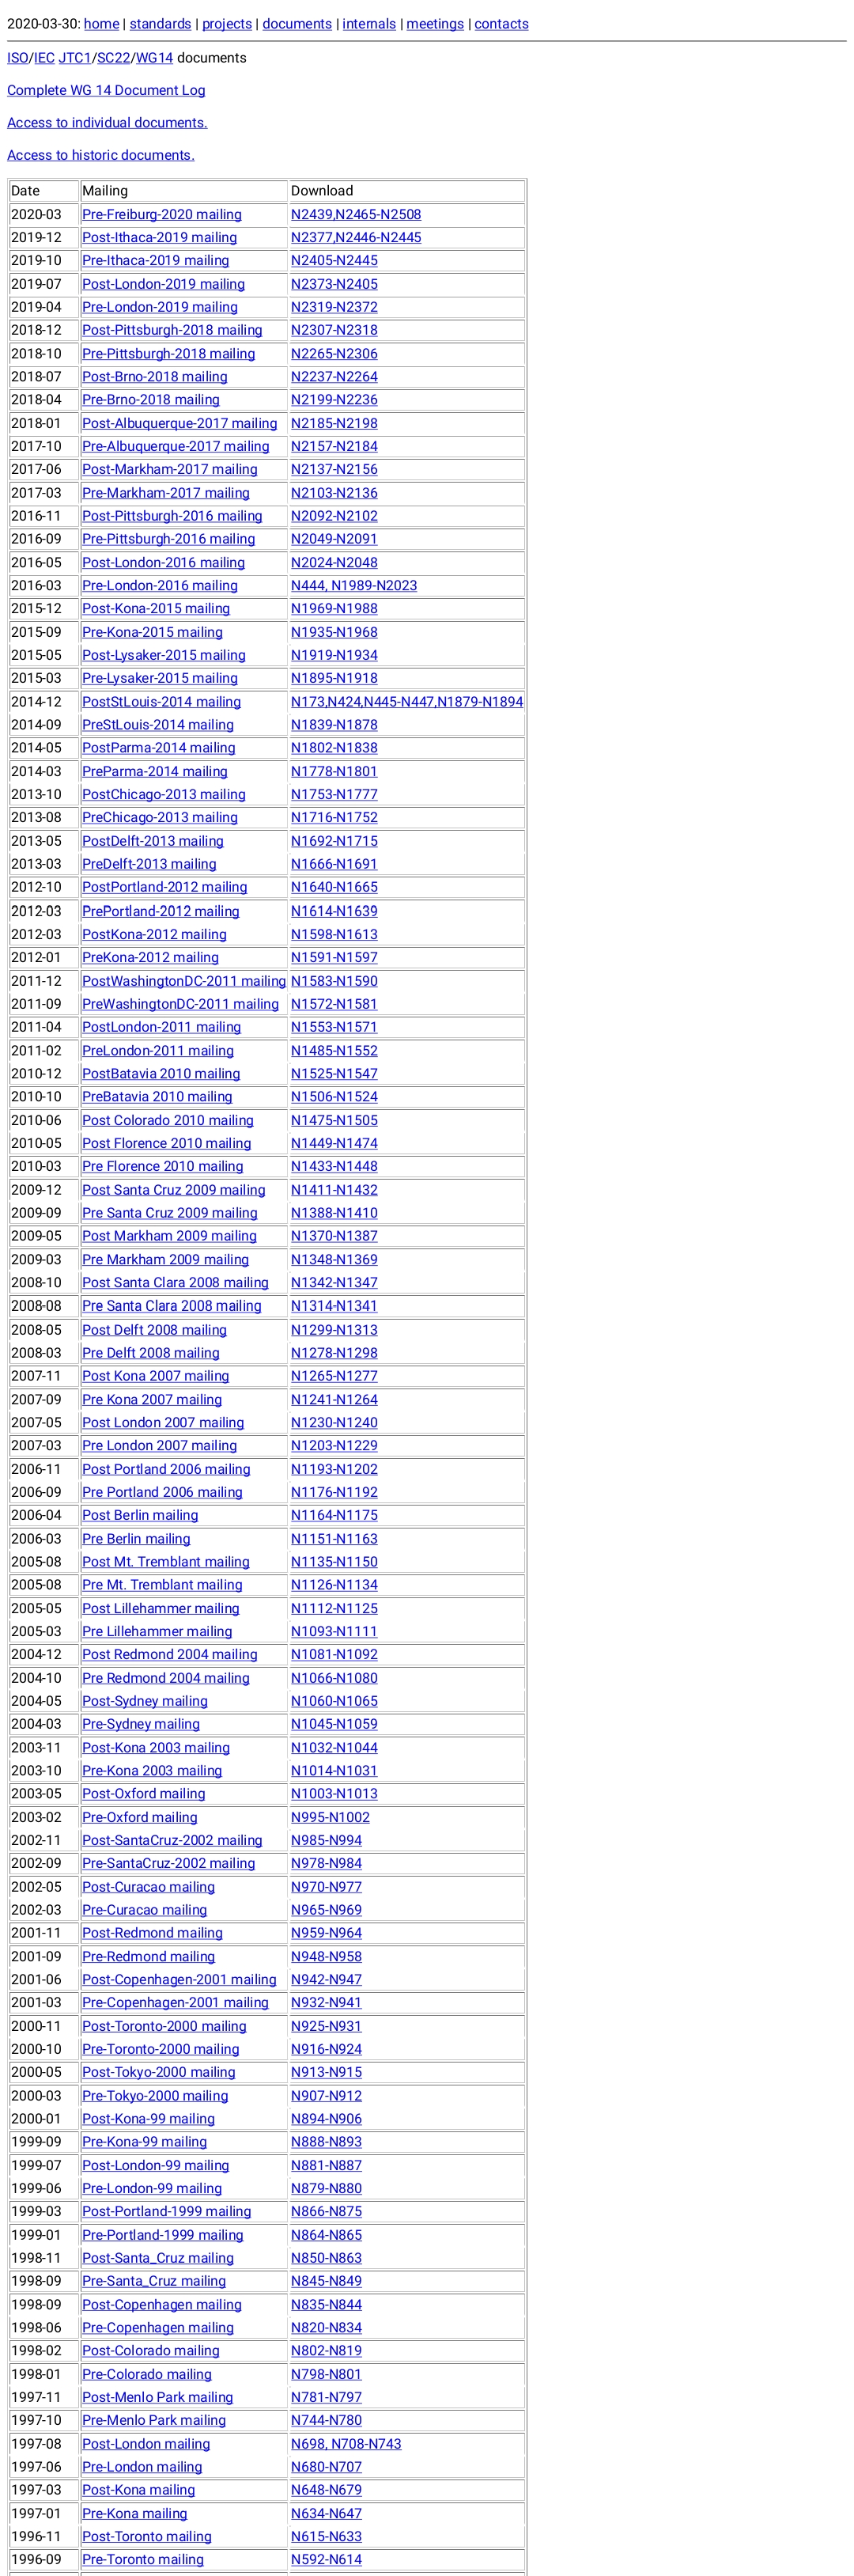 2020-03-30: home | standards | projects | documents | internals | meetings | contacts
ISO/IEC JTC1/SC22/WG14 documents
Complete WG 14 Document Log
Access to individual documents.
Access to historic documents.
Date Mailing Download
2020-03 Pre-Freiburg-2020 mailing N2439,N2465-N2508
2019-12 Post-Ithaca-2019 mailing N2377,N2446-N2445
2019-10 Pre-Ithaca-2019 mailing N2405-N2445
2019-07 Post-London-2019 mailing N2373-N2405
2019-04 Pre-London-2019 mailing N2319-N2372
2018-12 Post-Pittsburgh-2018 mailing N2307-N2318
2018-10 Pre-Pittsburgh-2018 mailing N2265-N2306
2018-07 Post-Brno-2018 mailing N2237-N2264
2018-04 Pre-Brno-2018 mailing N2199-N2236
2018-01 Post-Albuquerque-2017 mailing N2185-N2198
2017-10 Pre-Albuquerque-2017 mailing N2157-N2184
2017-06 Post-Markham-2017 mailing N2137-N2156
2017-03 Pre-Markham-2017 mailing N2103-N2136
2016-11 Post-Pittsburgh-2016 mailing N2092-N2102
2016-09 Pre-Pittsburgh-2016 mailing N2049-N2091
2016-05 Post-London-2016 mailing N2024-N2048
2016-03 Pre-London-2016 mailing N444, N1989-N2023
2015-12 Post-Kona-2015 mailing N1969-N1988
2015-09 Pre-Kona-2015 mailing N1935-N1968
2015-05 Post-Lysaker-2015 mailing N1919-N1934
2015-03 Pre-Lysaker-2015 mailing N1895-N1918
2014-12 PostStLouis-2014 mailing N173,N424,N445-N447,N1879-N1894
2014-09 PreStLouis-2014 mailing N1839-N1878
2014-05 PostParma-2014 mailing N1802-N1838
2014-03 PreParma-2014 mailing N1778-N1801
2013-10 PostChicago-2013 mailing N1753-N1777
2013-08 PreChicago-2013 mailing N1716-N1752
2013-05 PostDelft-2013 mailing N1692-N1715
2013-03 PreDelft-2013 mailing N1666-N1691
2012-10 PostPortland-2012 mailing N1640-N1665
2012-03 PrePortland-2012 mailing N1614-N1639
2012-03 PostKona-2012 mailing N1598-N1613
2012-01 PreKona-2012 mailing N1591-N1597
2011-12 PostWashingtonDC-2011 mailing N1583-N1590
2011-09 PreWashingtonDC-2011 mailing N1572-N1581
2011-04 PostLondon-2011 mailing N1553-N1571
2011-02 PreLondon-2011 mailing N1485-N1552
2010-12 PostBatavia 2010 mailing N1525-N1547
2010-10 PreBatavia 2010 mailing N1506-N1524
2010-06 Post Colorado 2010 mailing N1475-N1505
2010-05 Post Florence 2010 mailing N1449-N1474
2010-03 Pre Florence 2010 mailing N1433-N1448
2009-12 Post Santa Cruz 2009 mailing N1411-N1432
2009-09 Pre Santa Cruz 2009 mailing N1388-N1410
2009-05 Post Markham 2009 mailing N1370-N1387
2009-03 Pre Markham 2009 mailing N1348-N1369
2008-10 Post Santa Clara 2008 mailing N1342-N1347
2008-08 Pre Santa Clara 2008 mailing N1314-N1341
2008-05 Post Delft 2008 mailing N1299-N1313
2008-03 Pre Delft 2008 mailing N1278-N1298
2007-11 Post Kona 2007 mailing N1265-N1277
2007-09 Pre Kona 2007 mailing N1241-N1264
2007-05 Post London 2007 mailing N1230-N1240
2007-03 Pre London 2007 mailing N1203-N1229
2006-11 Post Portland 2006 mailing N1193-N1202
2006-09 Pre Portland 2006 mailing N1176-N1192
2006-04 Post Berlin mailing N1164-N1175
2006-03 Pre Berlin mailing N1151-N1163
2005-08 Post Mt. Tremblant mailing N1135-N1150
2005-08 Pre Mt. Tremblant mailing N1126-N1134
2005-05 Post Lillehammer mailing N1112-N1125
2005-03 Pre Lillehammer mailing N1093-N1111
2004-12 Post Redmond 2004 mailing N1081-N1092
2004-10 Pre Redmond 2004 mailing N1066-N1080
2004-05 Post-Sydney mailing N1060-N1065
2004-03 Pre-Sydney mailing N1045-N1059
2003-11 Post-Kona 2003 mailing N1032-N1044
2003-10 Pre-Kona 2003 mailing N1014-N1031
2003-05 Post-Oxford mailing N1003-N1013
2003-02 Pre-Oxford mailing N995-N1002
2002-11 Post-SantaCruz-2002 mailing N985-N994
2002-09 Pre-SantaCruz-2002 mailing N978-N984
2002-05 Post-Curacao mailing N970-N977
2002-03 Pre-Curacao mailing N965-N969
2001-11 Post-Redmond mailing N959-N964
2001-09 Pre-Redmond mailing N948-N958
2001-06 Post-Copenhagen-2001 mailing N942-N947
2001-03 Pre-Copenhagen-2001 mailing N932-N941
2000-11 Post-Toronto-2000 mailing N925-N931
2000-10 Pre-Toronto-2000 mailing N916-N924
2000-05 Post-Tokyo-2000 mailing N913-N915
2000-03 Pre-Tokyo-2000 mailing N907-N912
2000-01 Post-Kona-99 mailing N894-N906
1999-09 Pre-Kona-99 mailing N888-N893
1999-07 Post-London-99 mailing N881-N887
1999-06 Pre-London-99 mailing N879-N880
1999-03 Post-Portland-1999 mailing N866-N875
1999-01 Pre-Portland-1999 mailing N864-N865
1998-11 Post-Santa_Cruz mailing N850-N863
1998-09 Pre-Santa_Cruz mailing N845-N849
1998-09 Post-Copenhagen mailing N835-N844
1998-06 Pre-Copenhagen mailing N820-N834
1998-02 Post-Colorado mailing N802-N819
1998-01 Pre-Colorado mailing N798-N801
1997-11 Post-Menlo Park mailing N781-N797
1997-10 Pre-Menlo Park mailing N744-N780
1997-08 Post-London mailing N698, N708-N743
1997-06 Pre-London mailing N680-N707
1997-03 Post-Kona mailing N648-N679
1997-01 Pre-Kona mailing N634-N647
1996-11 Post-Toronto mailing N615-N633
1996-09 Pre-Toronto mailing N592-N614